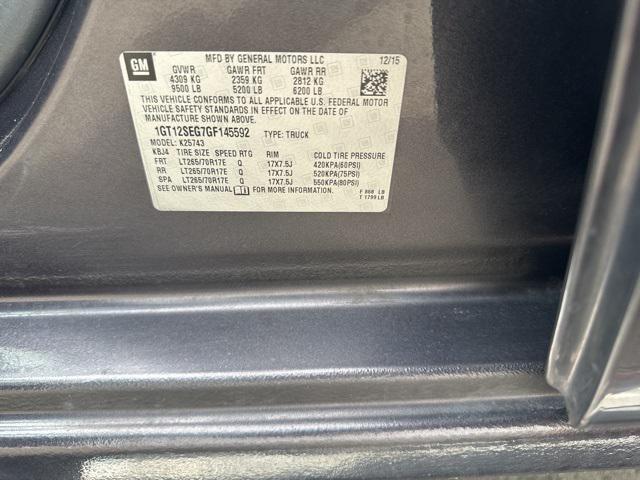 GM
MFD BY GENERAL MOTORS LLC 12/15
GVWR GAWR FRT GAWR RR
4309 KG 2359 KG 2812 KG
9500 LB 5200 LB 6200 LB
THIS VEHICLE CONFORMS TO ALL APPLICABLE U.S. FEDERAL MOTOR
VEHICLE SAFETY STANDARDS IN EFFECT ON THE DATE OF
MANUFACTURE SHOWN ABOVE.
1GT12SEG7GF145592 TYPE: TRUCK
MODEL: K25743
KBJ4 TIRE SIZE SPEED RTG RIM COLD TIRE PRESSURE
FRT LT265/70R17E Q 17X7.5J 420KPA(60PSI)
RR LT265/70R17E Q 17X7.5J 520KPA(75PSI)
SPA LT265/70R17E Q 17X7.5J 550KPA(80PSI)
SEE OWNER'S MANUAL FOR MORE INFORMATION.
F 868 LB
T 1799 LB